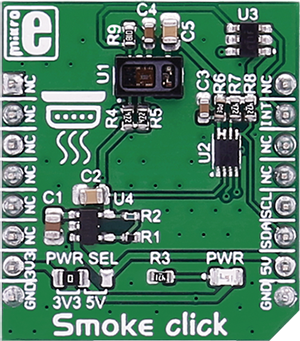 mikro
e
C4
U3
R9
C5
U1
NC
INT
NC
NC
NC
NC
NC
NC
C3
R6
R7
R8
R4
R5
U2
C2
C1
U4
R2
R1
SCL
SDA
3V3
5V
GND
GND
PWR SEL
R3
PWR
3V3 5V
Smoke click